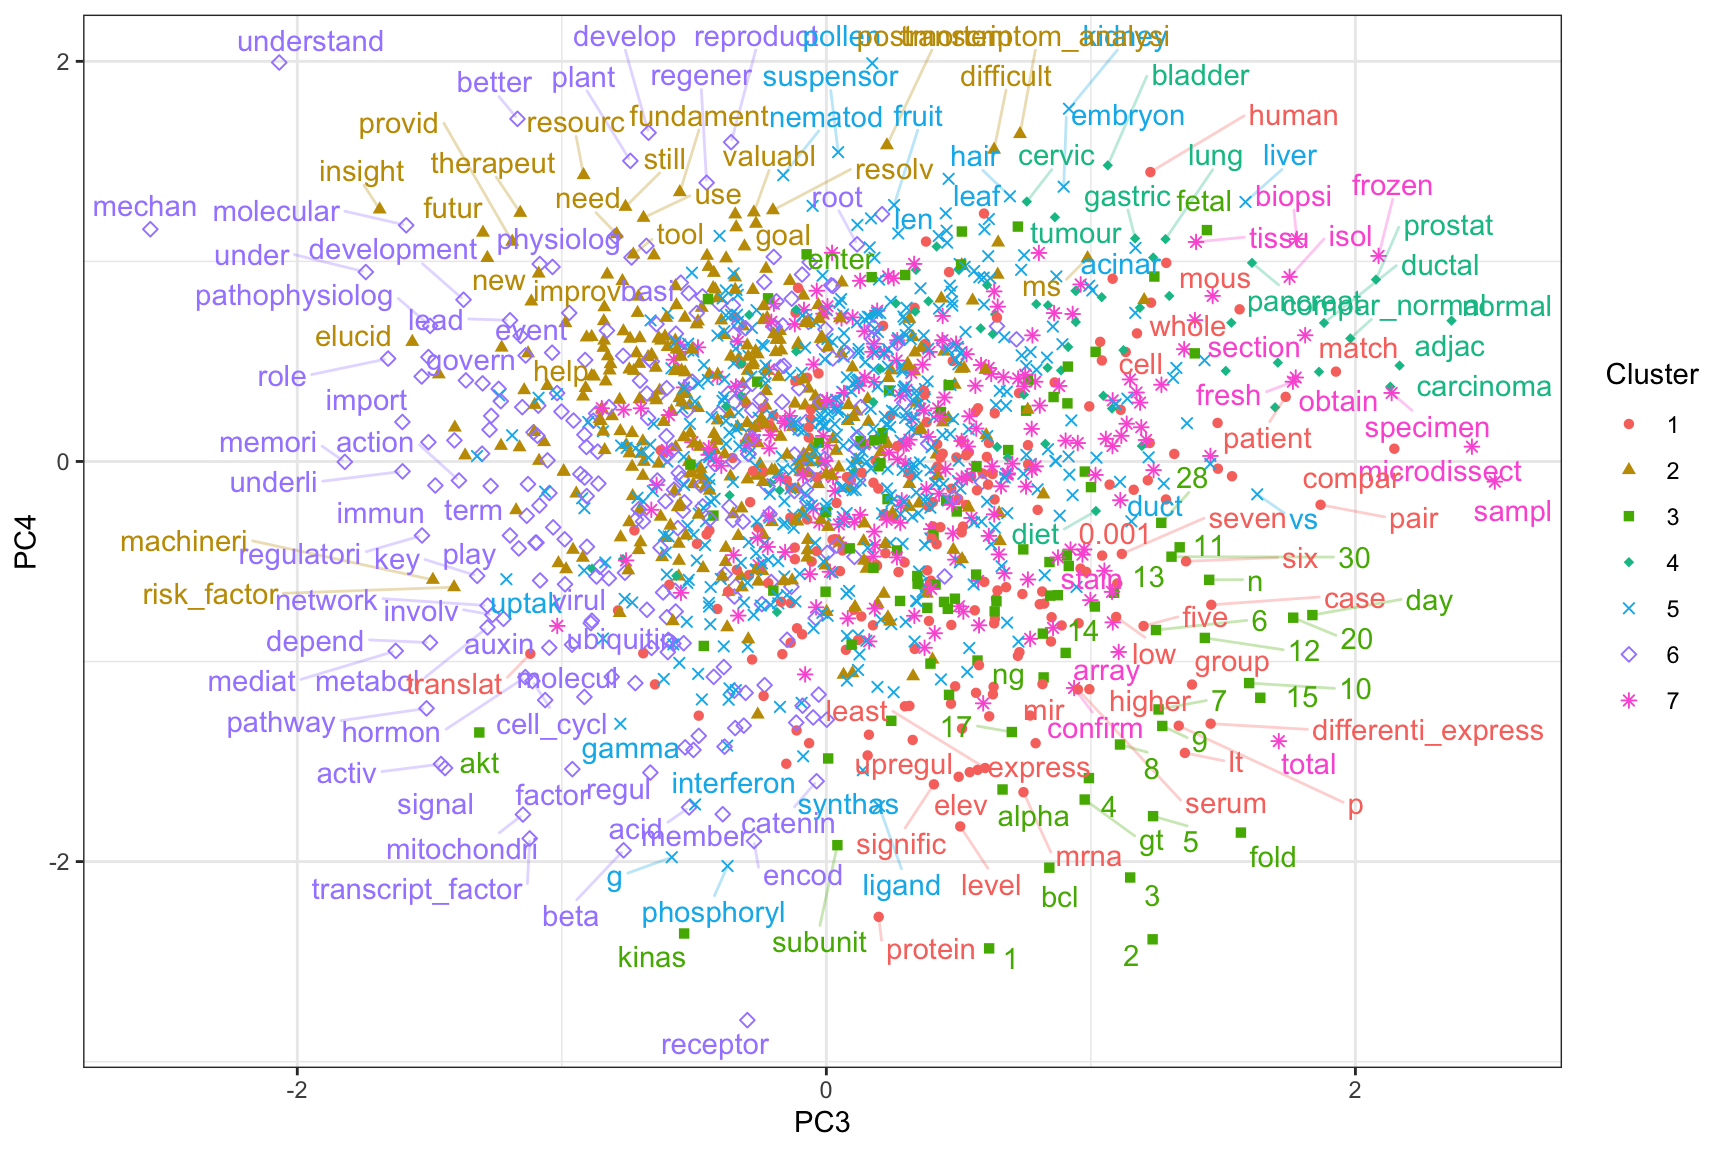 understand
develop
reproduct
pollen
postmortem
transcriptom_analysi
kidney
better
plant
regener
suspensor
difficult
bladder
provid
resourc
fundament
nematod
fruit
embryon
human
insight
therapeut
still
valuabl
resolv
hair
cervic
lung
liver
mechan
molecular
futur
need
use
root
leaf
gastric
fetal
biopsi
frozen
under
development
physiolog
tool
goal
len
tumour
tissu
isol
prostat
pathophysiolog
new
improv
basi
enter
ms
acinar
mous
ductal
elucid
lead
event
pancreat
compar_normal
normal
role
govern
help
whole
cell
section
match
adjac
import
fresh
obtain
carcinoma
memori
action
patient
specimen
underli
term
28
compar
microdissect
immun
duct
vs
pair
sampl
machineri
regulatori
key
play
diet
0.001
seven
risk_factor
network
involv
uptak
virul
stalp
13
11
six
30
n
case
day
depend
auxin
ubiquitin
14
five
6
12
20
mediat
metabol
translat
molecul
ng
array
low
group
10
pathway
hormon
cell_cycl
least
17
mir
confirm
higher
7
15
differenti_express
activ
akt
gamma
upregul
express
8
9
lt
total
signal
factor
regul
interferon
synthas
elev
alpha
4
serum
p
mitochondri
acid
member
catenin
signific
mrna
gt
5
fold
transcript_factor
g
encod
ligand
level
bcl
3
beta
phosphoryl
kinas
subunit
protein
1
2
receptor
2
0
-2
-2
0
2
PC3
PC4
Cluster
1
2
3
4
5
6
7